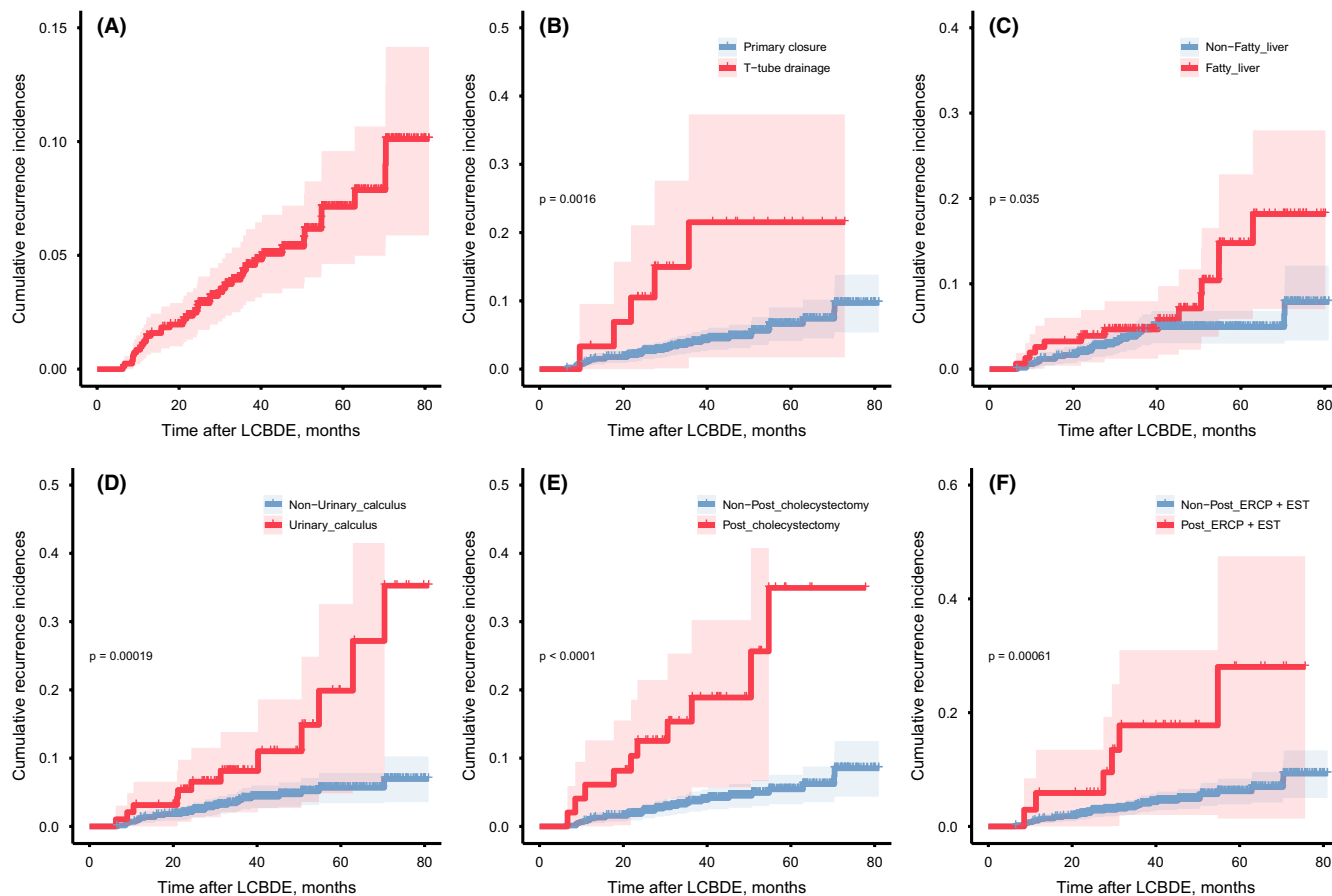 (A)
0.15
0.10
0.05
0.00
0
20
40
60
80
Cumulative recurrence incidences
Time after LCBDE, months
(B)
Primary closure
T−tube drainage
p = 0.0016
0.5
0.4
0.3
0.2
0.1
0.0
0
20
40
60
80
Cumulative recurrence incidences
Time after LCBDE, months
(C)
Non−Fatty_liver
Fatty_liver
p = 0.035
0.4
0.3
0.2
0.1
0.0
0
20
40
60
80
Cumulative recurrence incidences
Time after LCBDE, months
(D)
Non−Urinary_calculus
Urinary_calculus
p = 0.00019
0.5
0.4
0.3
0.2
0.1
0.0
0
20
40
60
80
Cumulative recurrence incidences
Time after LCBDE, months
(E)
Non−Post_cholecystectomy
Post_cholecystectomy
p < 0.0001
0.5
0.4
0.3
0.2
0.1
0.0
0
20
40
60
80
Cumulative recurrence incidences
Time after LCBDE, months
(F)
Non−Post_ERCP + EST
Post_ERCP + EST
p = 0.00061
0.6
0.4
0.2
0.0
0
20
40
60
80
Cumulative recurrence incidences
Time after LCBDE, months